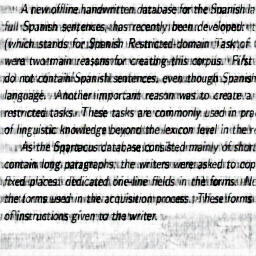 A new offline handwritten database for the Spanish la
full Spanish sentences, has recently been developed: t
(which stands for Spanish Restricted-domain Task of
were two main reasons for creating this corpus. First
do not contain Spanish sentences, even though Spanish
language. Another important reason was to create a
restricted tasks. These tasks are commonly used in pra
of linguistic knowledge beyond the lexicon level in the r
As the Spartacus database consisted mainly of short
contain long paragraphs, the writers were asked to cop
fixed places: dedicated one-line fields in the forms. N
the forms used in the acquisition process. These forms
of instructions given to the writer.